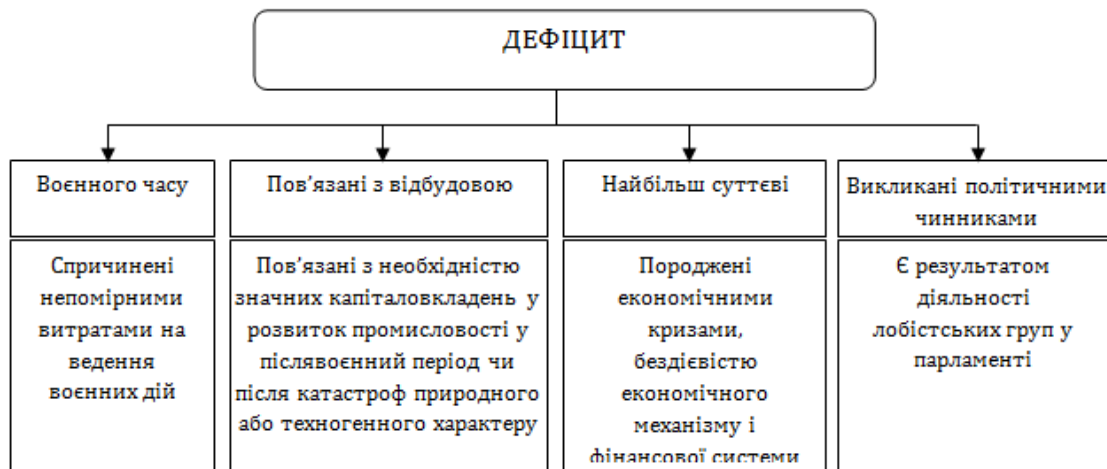 ДЕФІЦИТ
Воєнного часу
Пов’язані з відбудовою
Найбільш суттєві
Викликані політичними
чинниками
Спричинені
непомірними
витратами на
ведення
воєнних дій
Пов’язані з необхідністю
значних капіталовкладень у
розвиток промисловості у
післявоєнний період чи
після катастроф природного
або техногенного характеру
Породжені
економічними
кризами,
бездієвістю
економічного
механізму і
фінансової системи
Є результатом
діяльності
лобістських груп у
парламенті